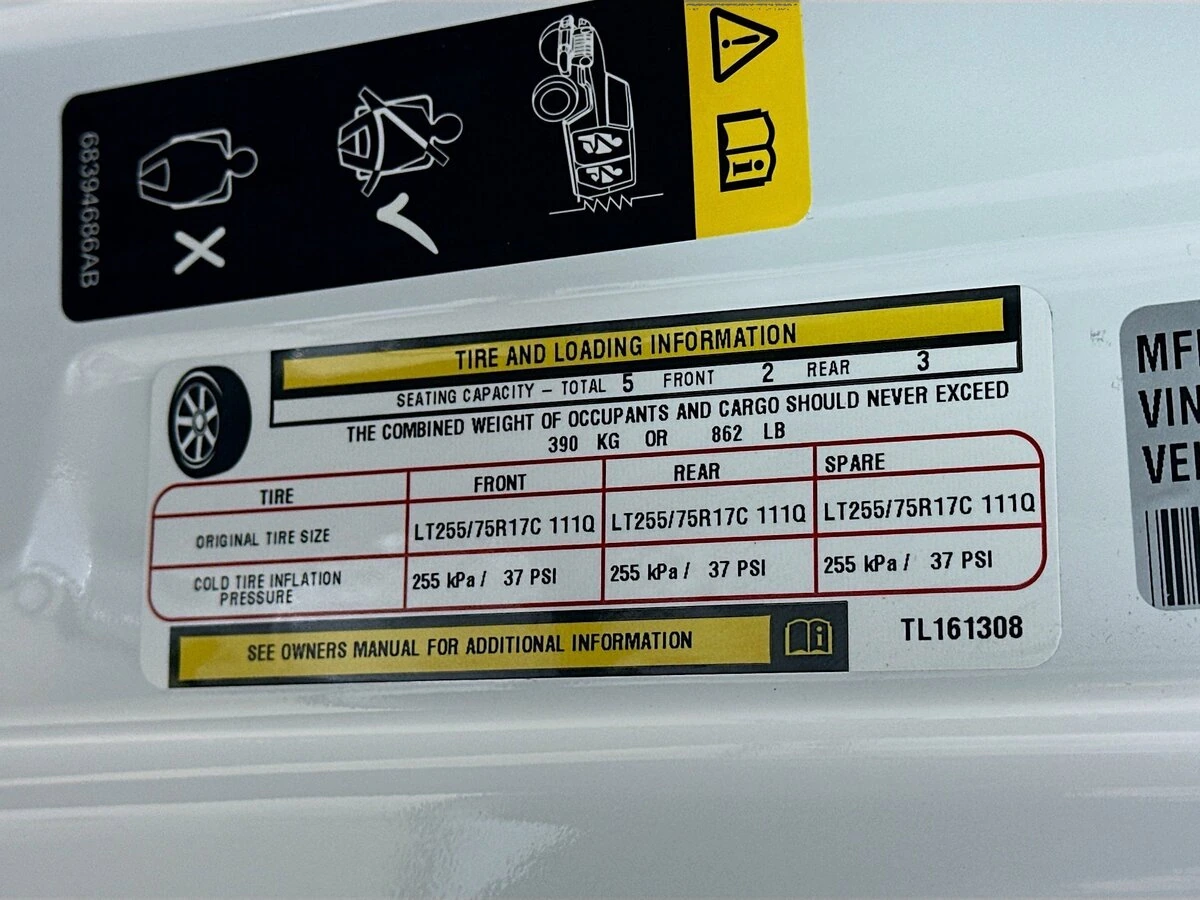 68394686AB
TIRE AND LOADING INFORMATION
SEATING CAPACITY – TOTAL 5 FRONT 2 REAR 3
THE COMBINED WEIGHT OF OCCUPANTS AND CARGO SHOULD NEVER EXCEED
390 KG OR 862 LB
TIRE FRONT REAR SPARE
ORIGINAL TIRE SIZE LT255/75R17C 111Q LT255/75R17C 111Q LT255/75R17C 111Q
COLD TIRE INFLATION PRESSURE 255 kPa / 37 PSI 255 kPa / 37 PSI 255 kPa / 37 PSI
SEE OWNERS MANUAL FOR ADDITIONAL INFORMATION
TL161308
VIN